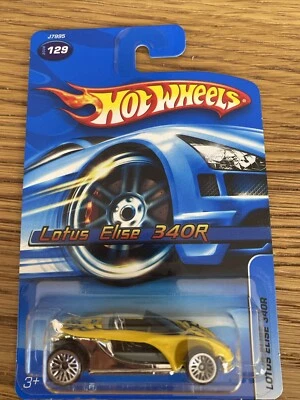 J7995
129
HOT WHEELS
Lotus Elise 340R
LOTUS ELISE 340R
3+